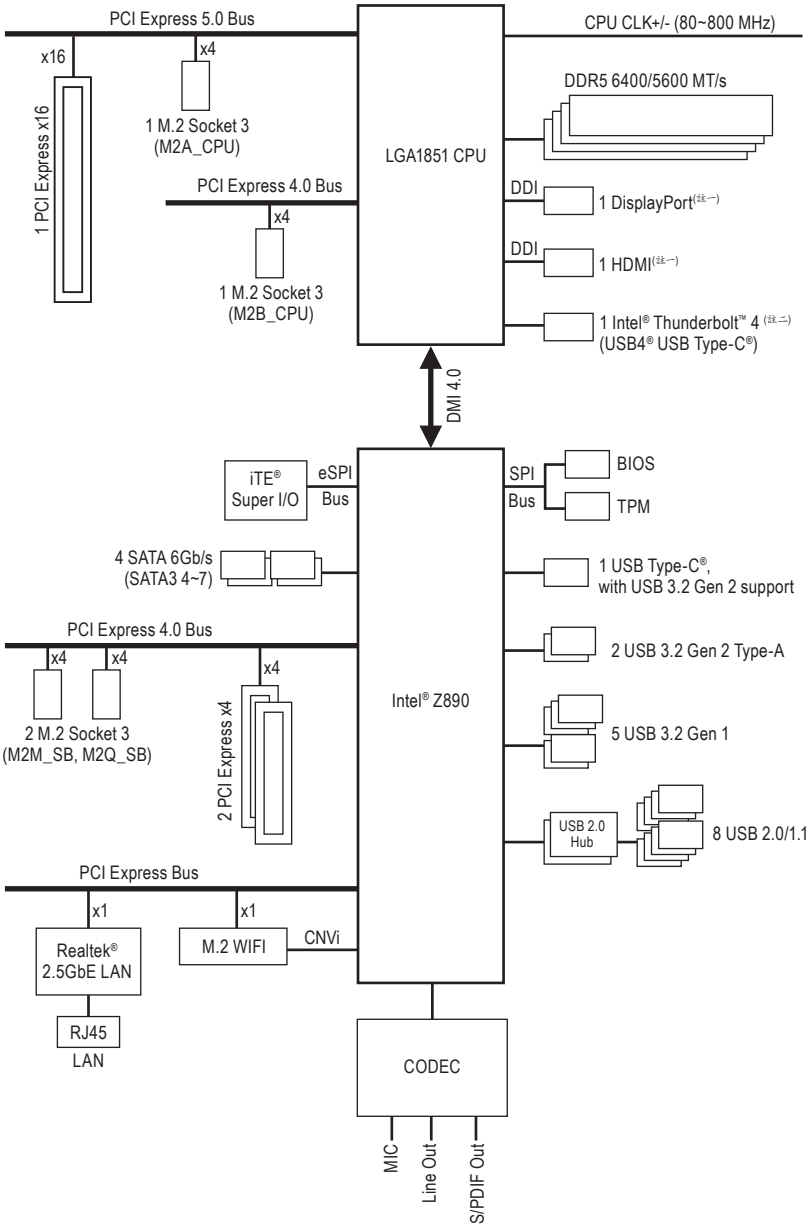 PCI Express 5.0 Bus
CPU CLK+/- (80~800 MHz)
x16
x4
1 PCI Express x16
1 M.2 Socket 3
(M2A_CPU)
DDR5 6400/5600 MT/s
LGA1851 CPU
PCI Express 4.0 Bus
x4
1 M.2 Socket 3
(M2B_CPU)
DDI
1 DisplayPort(註一)
DDI
1 HDMI(註一)
1 Intel® Thunderbolt™ 4 (註二)
(USB4® USB Type-C®)
DMI 4.0
iTE®
Super I/O
eSPI
Bus
SPI
Bus
BIOS
TPM
4 SATA 6Gb/s
(SATA3 4~7)
1 USB Type-C®,
with USB 3.2 Gen 2 support
PCI Express 4.0 Bus
x4
x4
x4
2 M.2 Socket 3
(M2M_SB, M2Q_SB)
2 PCI Express x4
Intel® Z890
2 USB 3.2 Gen 2 Type-A
5 USB 3.2 Gen 1
USB 2.0
Hub
8 USB 2.0/1.1
PCI Express Bus
x1
x1
Realtek®
2.5GbE LAN
M.2 WIFI
CNVi
RJ45
LAN
CODEC
MIC
Line Out
S/PDIF Out